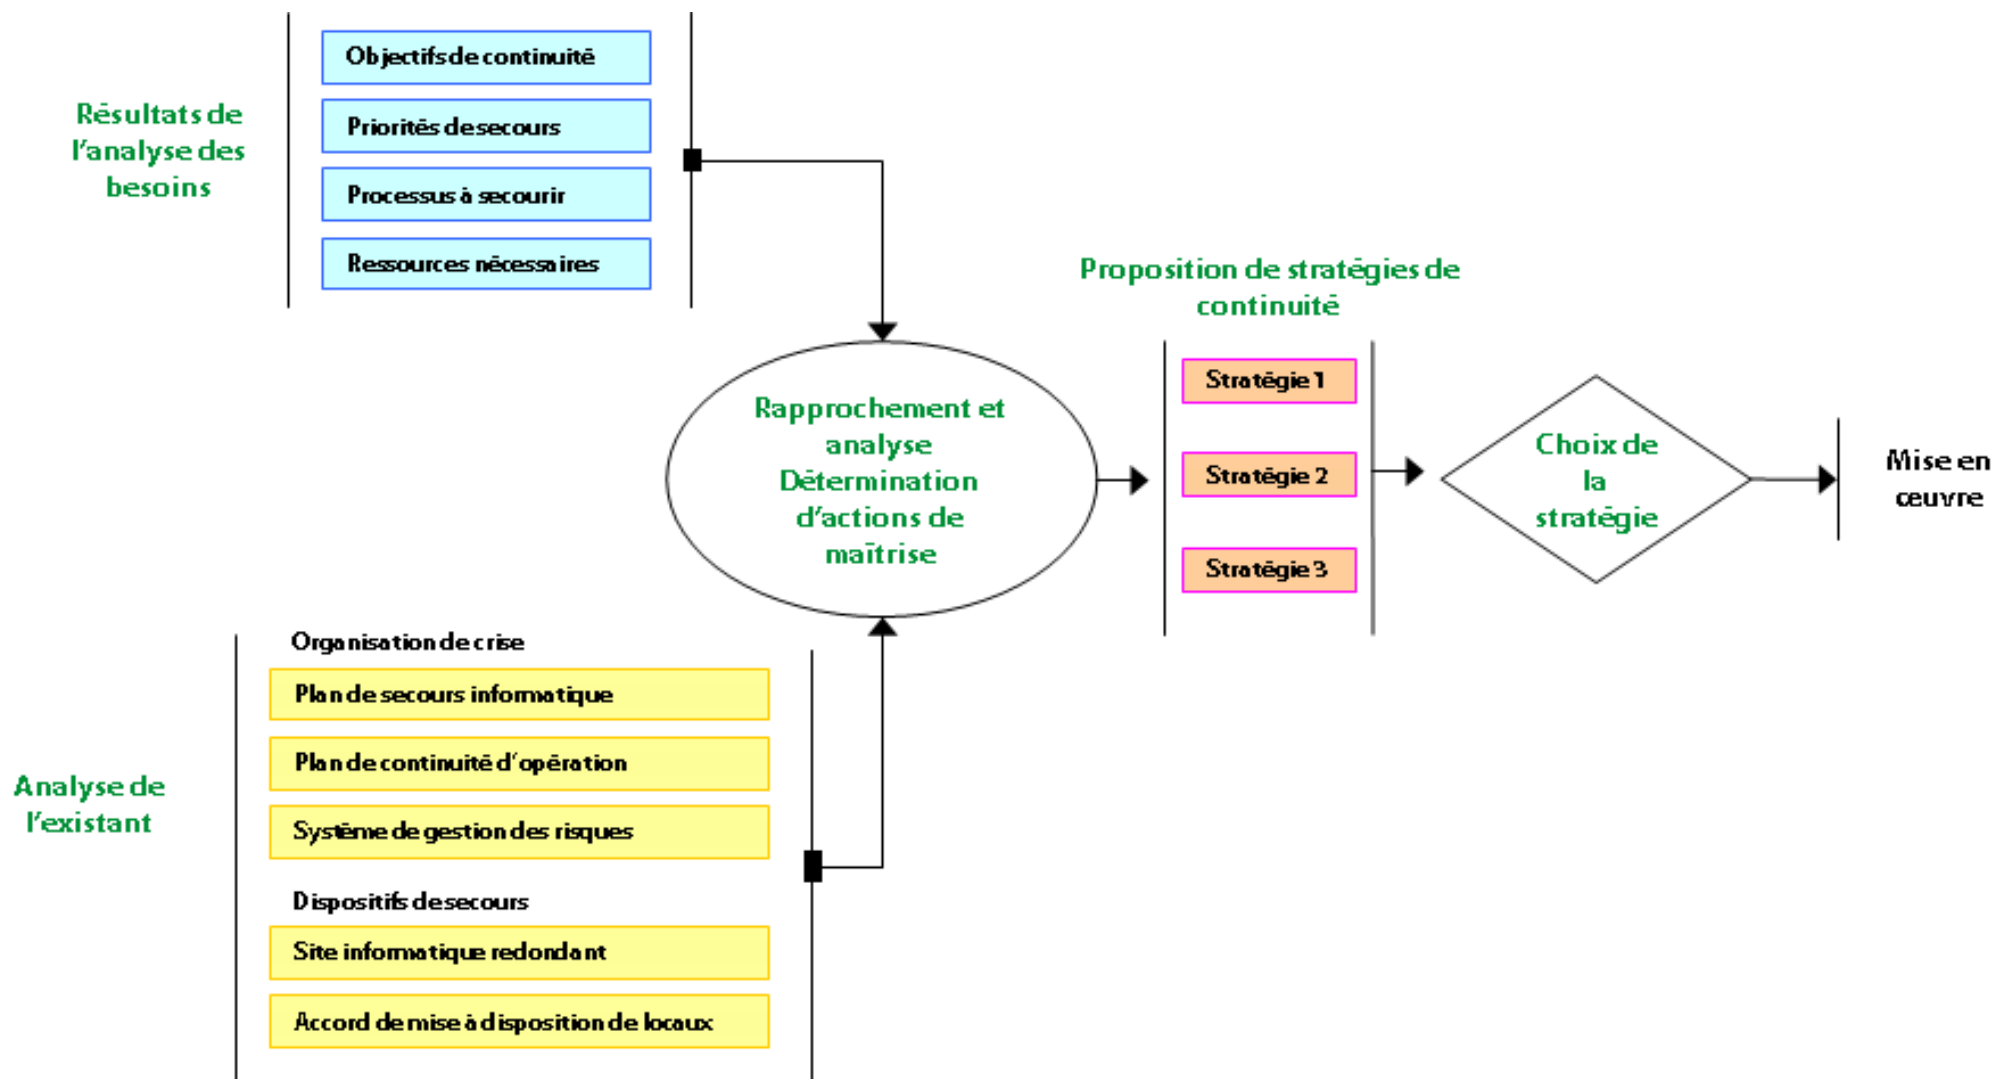 Résultats de
l'analyse des
besoins
Objectifs de continuité
Priorités de secours
Processus à secourir
Ressources nécessaires
Rapprochement et
analyse
Détermination
d'actions de
maîtrise
Proposition de stratégies de
continuité
Stratégie 1
Stratégie 2
Stratégie 3
Choix de
la
stratégie
Mise en
œuvre
Analyse de
l'existant
Organisation de crise
Plan de secours informatique
Plan de continuité d'opération
Système de gestion des risques
Dispositifs de secours
Site informatique redondant
Accord de mise à disposition de locaux